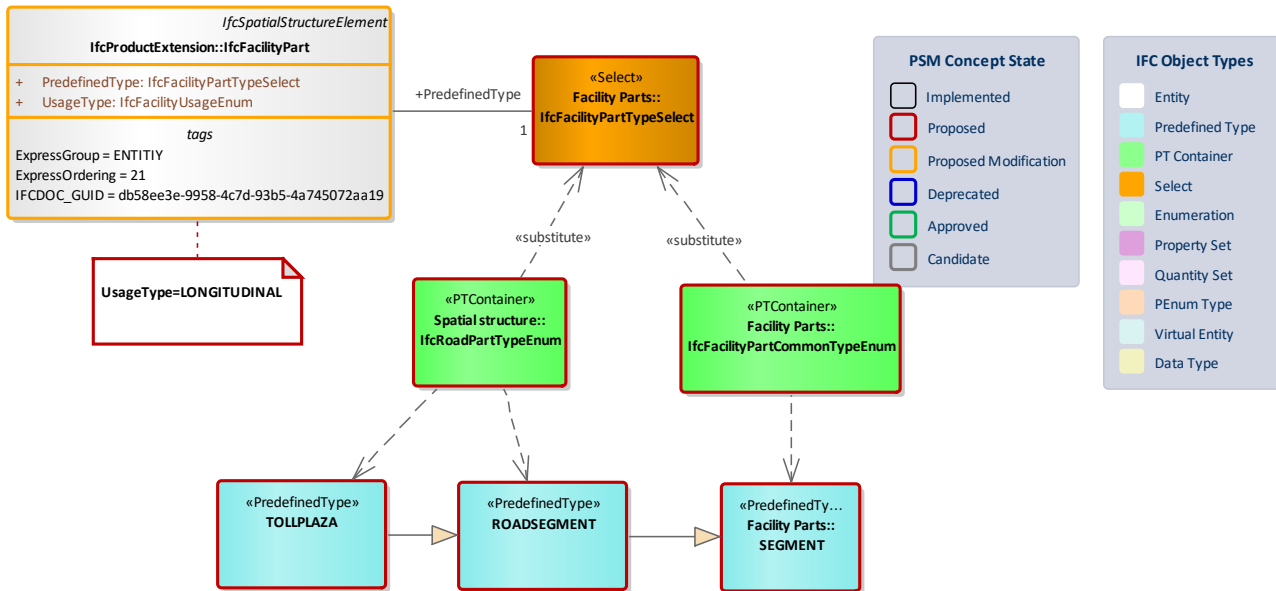 IfcSpatialStructureElement
IfcProductExtension::IfcFacilityPart
+ PredefinedType: IfcFacilityPartTypeSelect
+ UsageType: IfcFacilityUsageEnum
tags
ExpressGroup = ENTITIY
ExpressOrdering = 21
IFCDOC_GUID = db58ee3e-9958-4c7d-93b5-4a745072aa19
UsageType=LONGITUDINAL
+PredefinedType
1
«Select»
Facility Parts::
IfcFacilityPartTypeSelect
«substitute»
«substitute»
«PTContainer»
Spatial structure::
IfcRoadPartTypeEnum
«PTContainer»
Facility Parts::
IfcFacilityPartCommonTypeEnum
«PredefinedType»
TOLLPLAZA
«PredefinedType»
ROADSEGMENT
«PredefinedTy...
Facility Parts::
SEGMENT
PSM Concept State
Implemented
Proposed
Proposed Modification
Deprecated
Approved
Candidate
IFC Object Types
Entity
Predefined Type
PT Container
Select
Enumeration
Property Set
Quantity Set
PEnum Type
Virtual Entity
Data Type